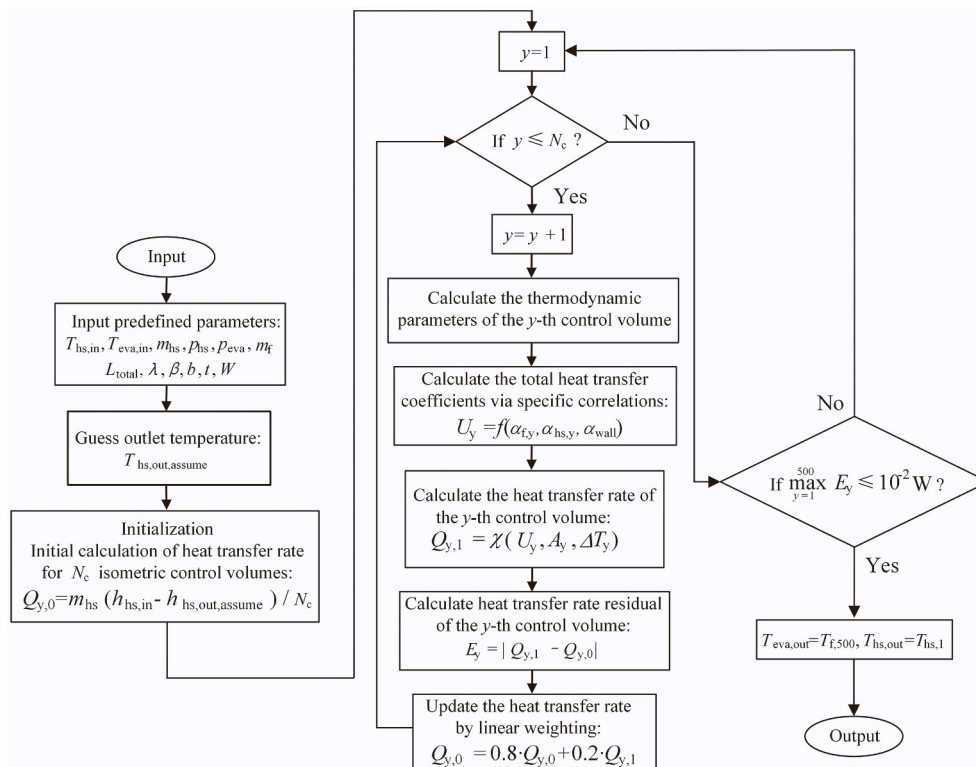 Input
Input predefined parameters:
T_hs,in, T_eva,in, m_hs, p_hs, p_eva, m_f
L_total, λ, β, b, t, W
Guess outlet temperature:
T_hs,out,assume
Initialization
Initial calculation of heat transfer rate
for N_c isometric control volumes:
Q_y,0=m_hs (h_hs,in- h_hs,out,assume) / N_c
y=1
If y ≤ N_c ?
No
Yes
y= y +1
Calculate the thermodynamic
parameters of the y-th control volume
Calculate the total heat transfer
coefficients via specific correlations:
U_y =f(α_f,y, α_hs,y, α_wall)
Calculate the heat transfer rate of
the y-th control volume:
Q_y,1 =χ( U_y, A_y, ΔT_y)
Calculate heat transfer rate residual
of the y-th control volume:
E_y =| Q_y,1 - Q_y,0|
Update the heat transfer rate
by linear weighting:
Q_y,0 =0.8·Q_y,0+0.2·Q_y,1
No
500
If max E_y ≤ 10^-2 W ?
y=1
Yes
T_eva,out=T_f,500, T_hs,out=T_hs,1
Output